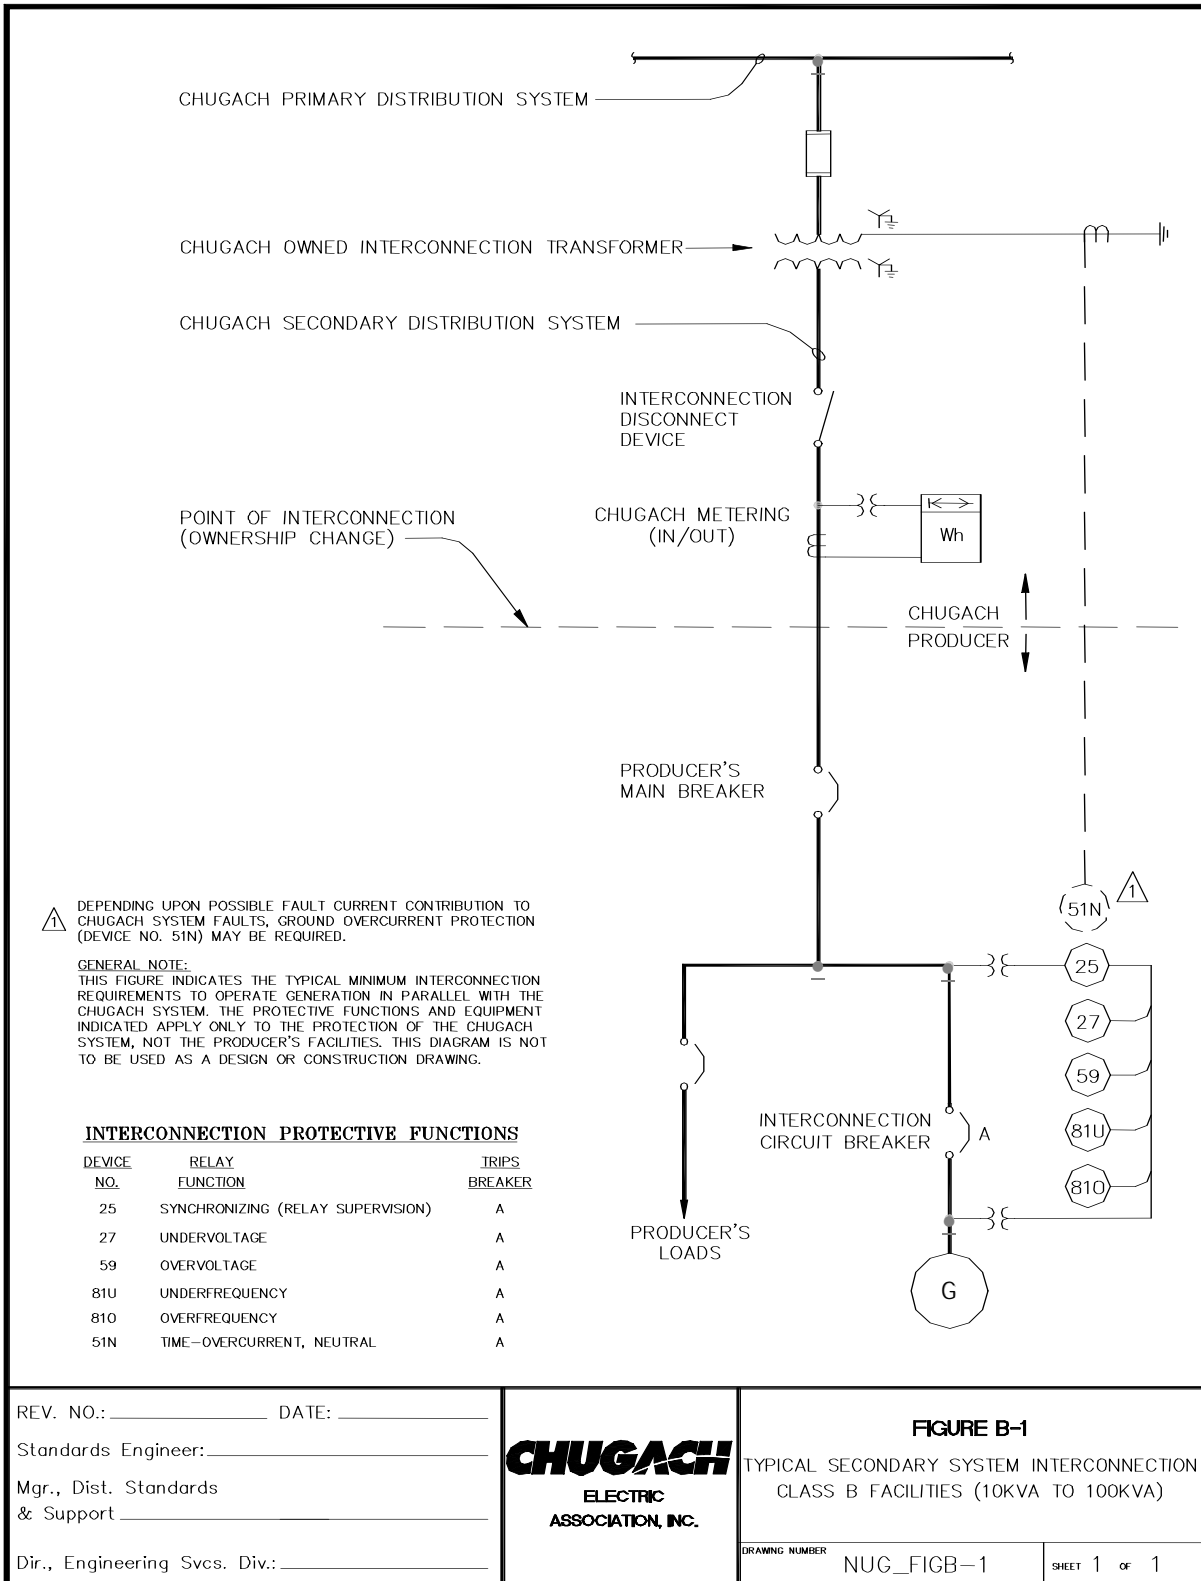 CHUGACH PRIMARY DISTRIBUTION SYSTEM
CHUGACH OWNED INTERCONNECTION TRANSFORMER
CHUGACH SECONDARY DISTRIBUTION SYSTEM
INTERCONNECTION
DISCONNECT
DEVICE
POINT OF INTERCONNECTION
(OWNERSHIP CHANGE)
CHUGACH METERING
(IN/OUT)
Wh
CHUGACH
PRODUCER
PRODUCER'S
MAIN BREAKER
1
DEPENDING UPON POSSIBLE FAULT CURRENT CONTRIBUTION TO
CHUGACH SYSTEM FAULTS, GROUND OVERCURRENT PROTECTION
(DEVICE NO. 51N) MAY BE REQUIRED.
GENERAL NOTE:
THIS FIGURE INDICATES THE TYPICAL MINIMUM INTERCONNECTION
REQUIREMENTS TO OPERATE GENERATION IN PARALLEL WITH THE
CHUGACH SYSTEM. THE PROTECTIVE FUNCTIONS AND EQUIPMENT
INDICATED APPLY ONLY TO THE PROTECTION OF THE CHUGACH
SYSTEM, NOT THE PRODUCER'S FACILITIES. THIS DIAGRAM IS NOT
TO BE USED AS A DESIGN OR CONSTRUCTION DRAWING.
51N
1
25
27
59
81U
81O
INTERCONNECTION
CIRCUIT BREAKER
A
PRODUCER'S
LOADS
G
INTERCONNECTION PROTECTIVE FUNCTIONS
DEVICE NO. RELAY FUNCTION TRIPS BREAKER
25 SYNCHRONIZING (RELAY SUPERVISION) A
27 UNDERVOLTAGE A
59 OVERVOLTAGE A
81U UNDERFREQUENCY A
81O OVERFREQUENCY A
51N TIME-OVERCURRENT, NEUTRAL A
REV. NO.: DATE:
Standards Engineer:
Mgr., Dist. Standards
& Support
Dir., Engineering Svcs. Div.:
CHUGACH
ELECTRIC
ASSOCIATION, INC.
FIGURE B-1
TYPICAL SECONDARY SYSTEM INTERCONNECTION
CLASS B FACILITIES (10KVA TO 100KVA)
DRAWING NUMBER NUG_FIGB-1
SHEET 1 OF 1